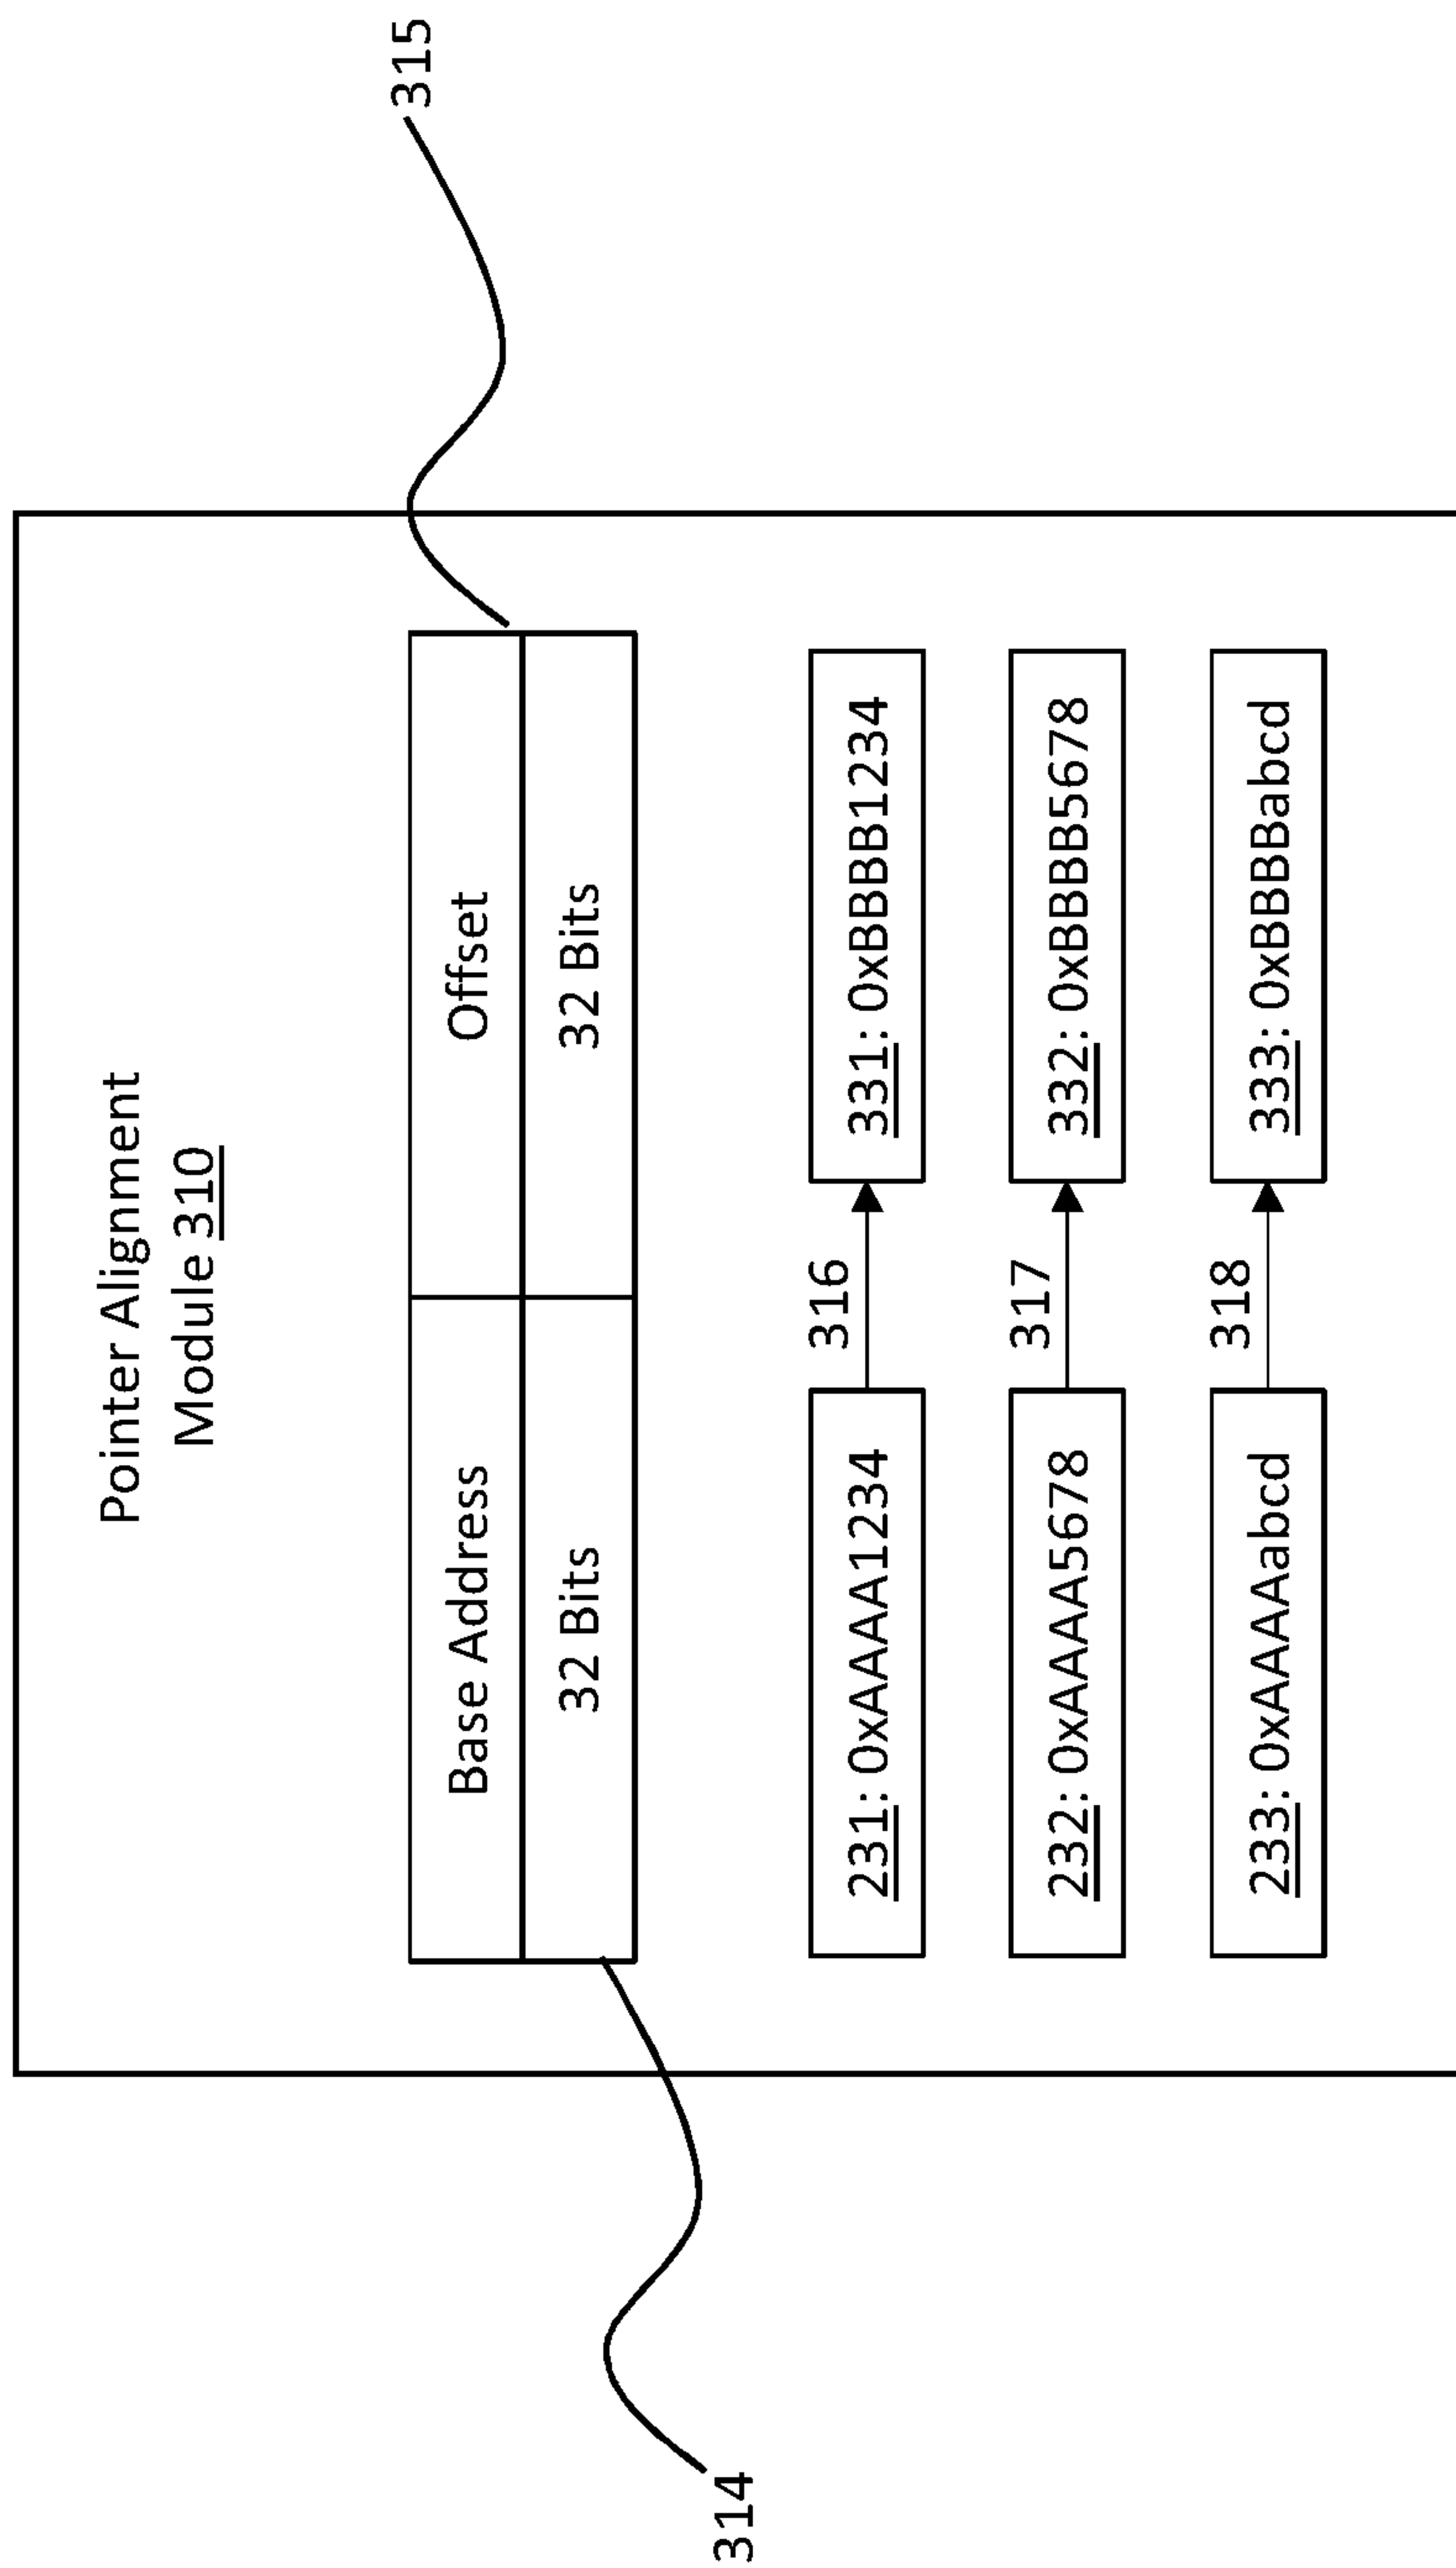 Pointer Alignment
Module 310
315
Base Address
Offset
32 Bits
32 Bits
314
231: 0xAAAA1234
316
331: 0xBBBB1234
232: 0xAAAA5678
317
332: 0xBBBB5678
233: 0xAAAAabcd
318
333: 0xBBBBabcd